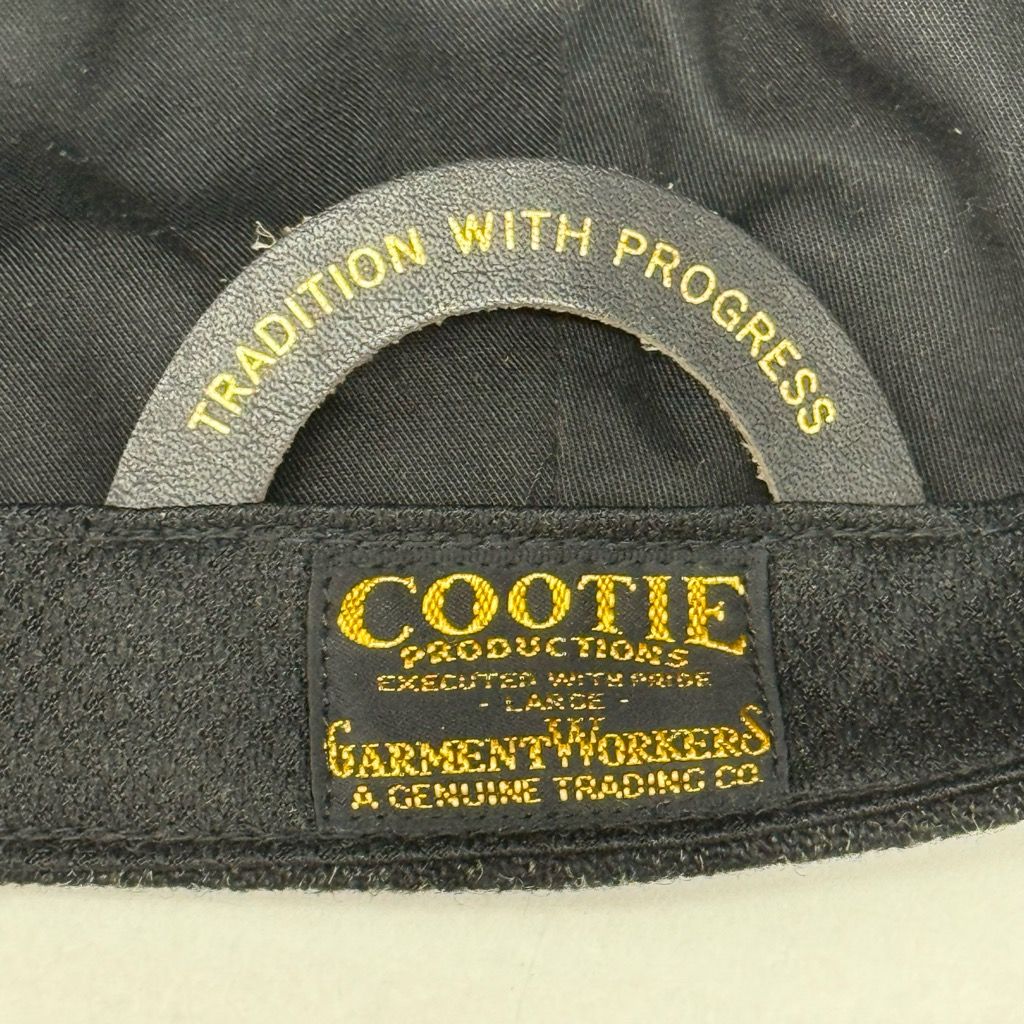 TRADITION WITH PROGRESS
COOTIE
PRODUCTIONS
EXECUTED WITH PRIDE
- LARGE -
GARMENT WORKERS
A GENUINE TRADING CO.